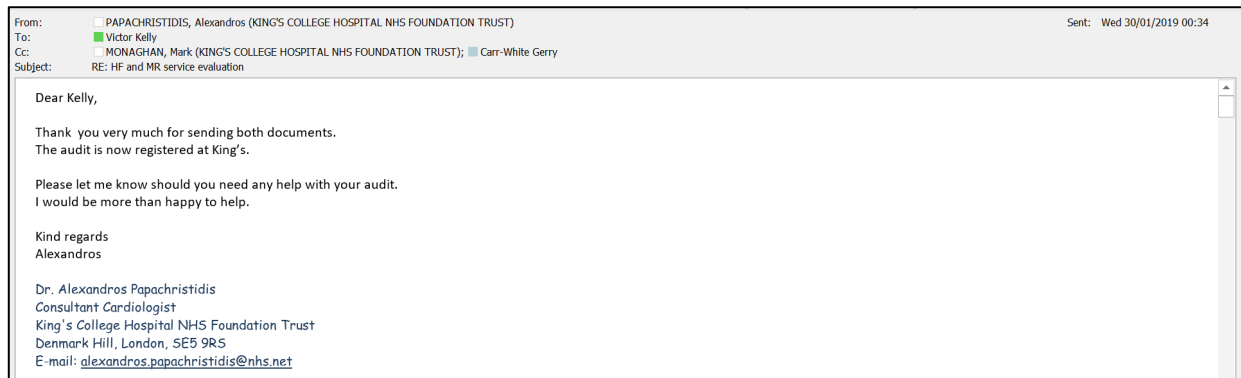 From: PAPACHRISTIDIS, Alexandros (KING'S COLLEGE HOSPITAL NHS FOUNDATION TRUST) Sent: Wed 30/01/2019 00:34
To: Victor Kelly
Cc: MONAGHAN, Mark (KING'S COLLEGE HOSPITAL NHS FOUNDATION TRUST); Carr-White Gerry
Subject: RE: HF and MR service evaluation
Dear Kelly,
Thank you very much for sending both documents.
The audit is now registered at King's.
Please let me know should you need any help with your audit.
I would be more than happy to help.
Kind regards
Alexandros
Dr. Alexandros Papachristidis
Consultant Cardiologist
King's College Hospital NHS Foundation Trust
Denmark Hill, London, SE5 9RS
E-mail: alexandros.papachristidis@nhs.net